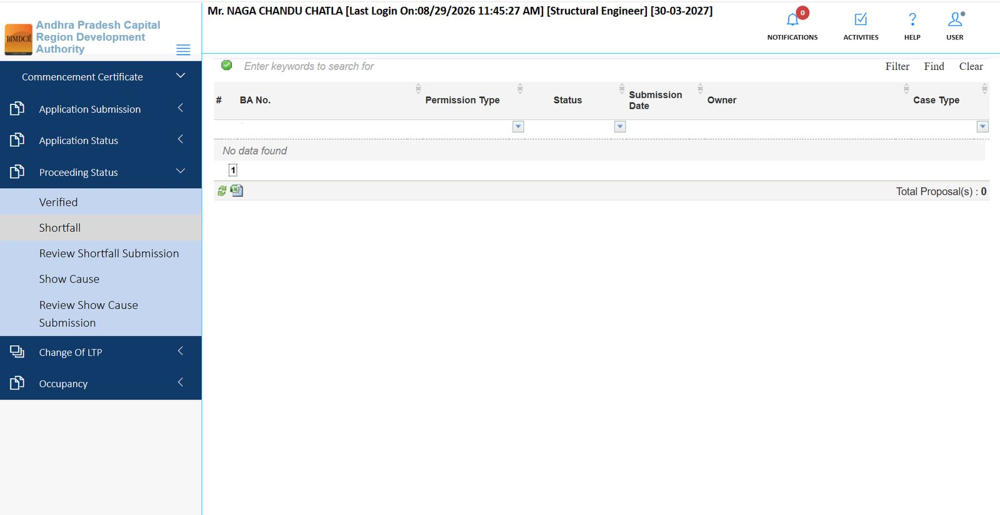 Mr. NAGA CHANDU CHATLA [Last Login On:08/29/2026 11:45:27 AM] [Structural Engineer] [30-03-2027]
0
NOTIFICATIONS
ACTIVITIES
HELP
USER
BIMDCR
Andhra Pradesh Capital
Region Development
Authority
Commencement Certificate
Application Submission
Application Status
Proceeding Status
Verified
Shortfall
Review Shortfall Submission
Show Cause
Review Show Cause
Submission
Change Of LTP
Occupancy
Enter keywords to search for
Filter Find Clear
# BA No. Permission Type Status Submission Date Owner Case Type
No data found
1
Total Proposal(s) : 0